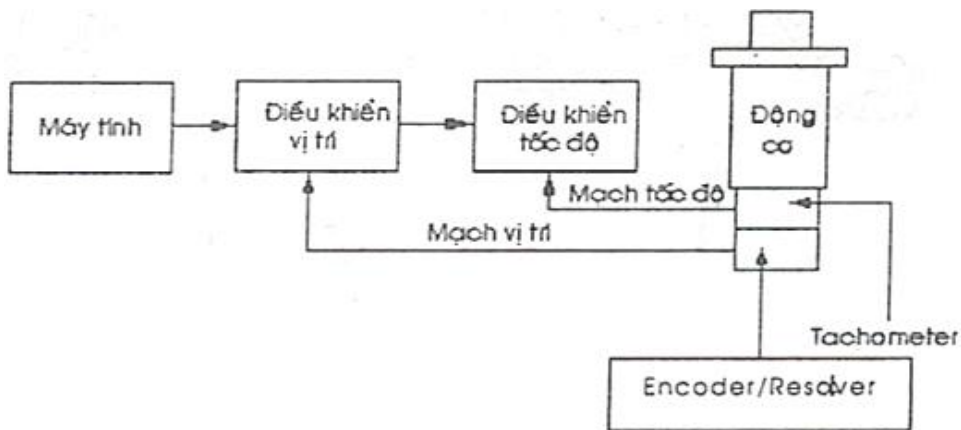 Máy tính
Điều khiển
vị trí
Điều khiển
tốc độ
Động
cơ
Mạch tốc độ
Mạch vị trí
Tachometer
Encoder/Resolver